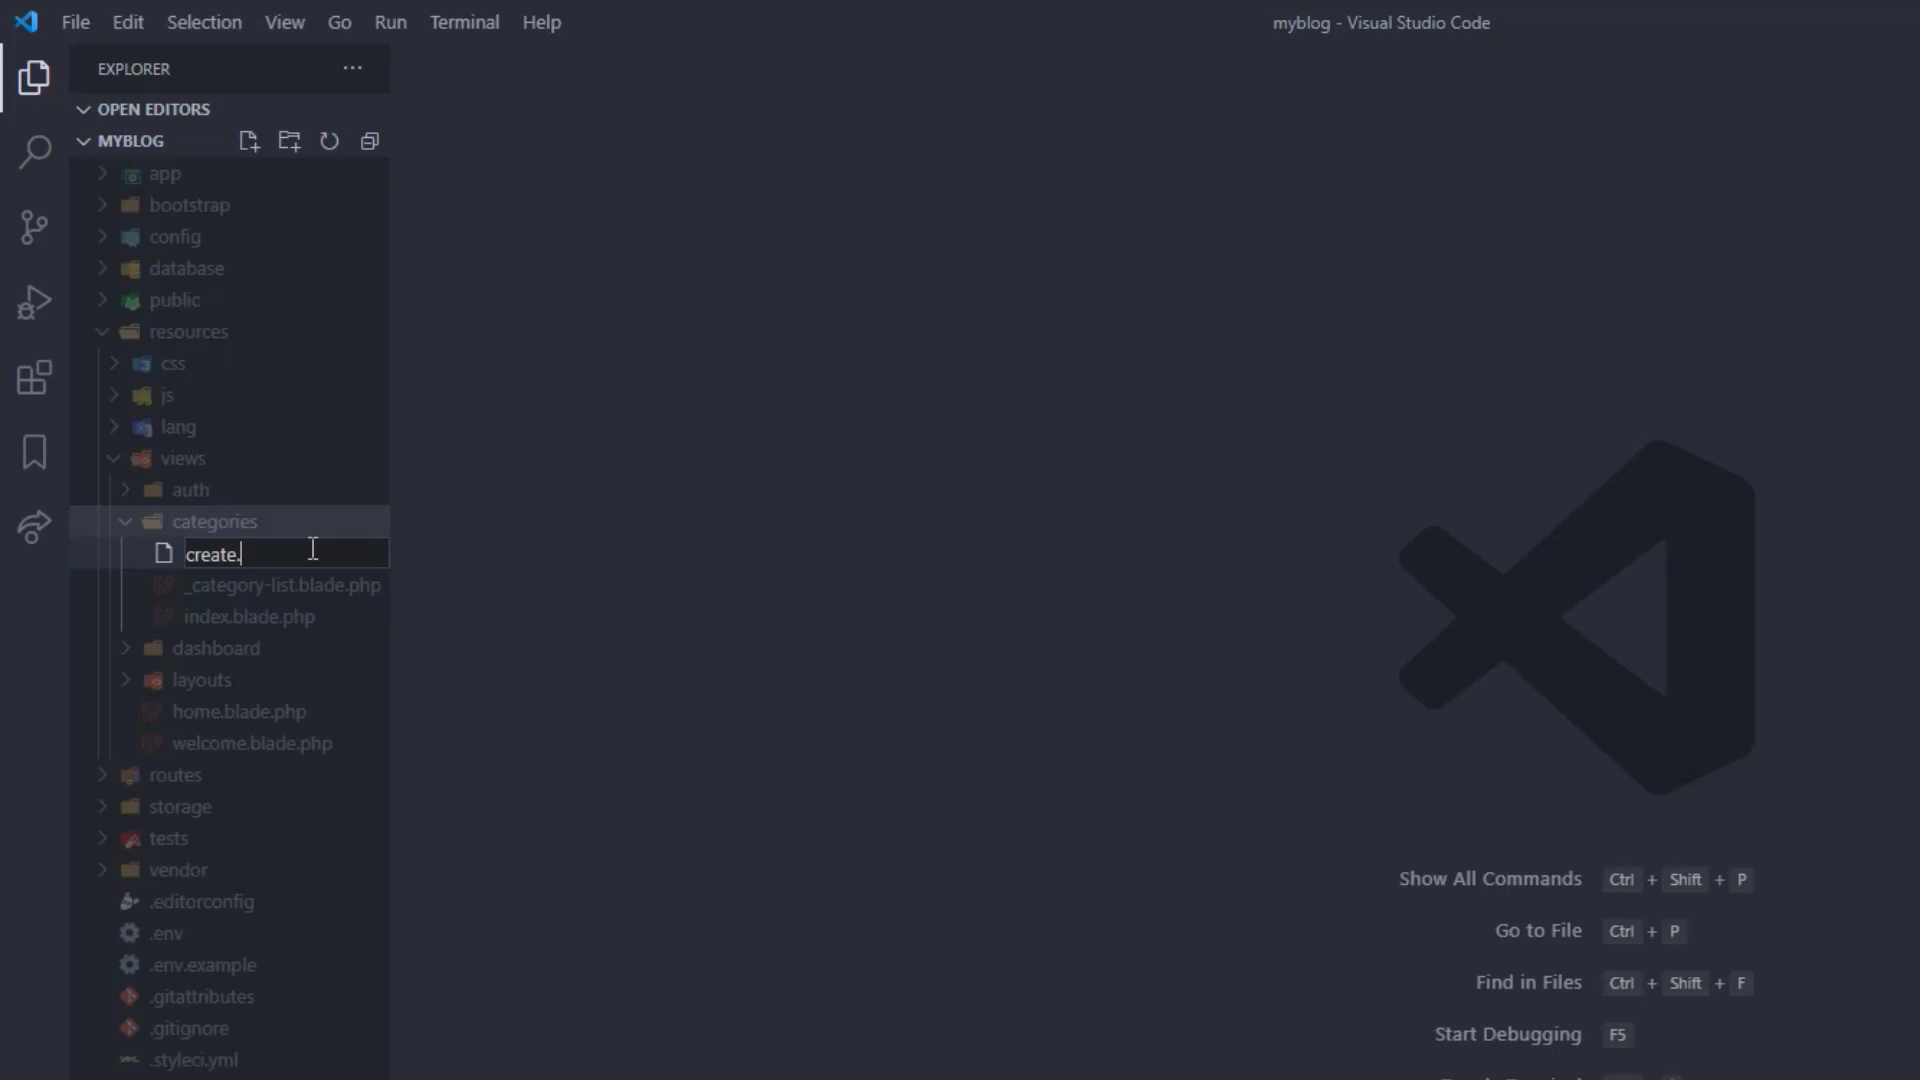 File Edit Selection View Go Run Terminal Help
myblog - Visual Studio Code
EXPLORER
OPEN EDITORS
MYBLOG
app
bootstrap
config
database
public
resources
css
js
lang
views
auth
categories
create.
_category-list.blade.php
index.blade.php
dashboard
layouts
home.blade.php
welcome.blade.php
routes
storage
tests
vendor
.editorconfig
.env
.env.example
.gitattributes
.gitignore
.styleci.yml
Show All Commands Ctrl + Shift + P
Go to File Ctrl + P
Find in Files Ctrl + Shift + F
Start Debugging F5